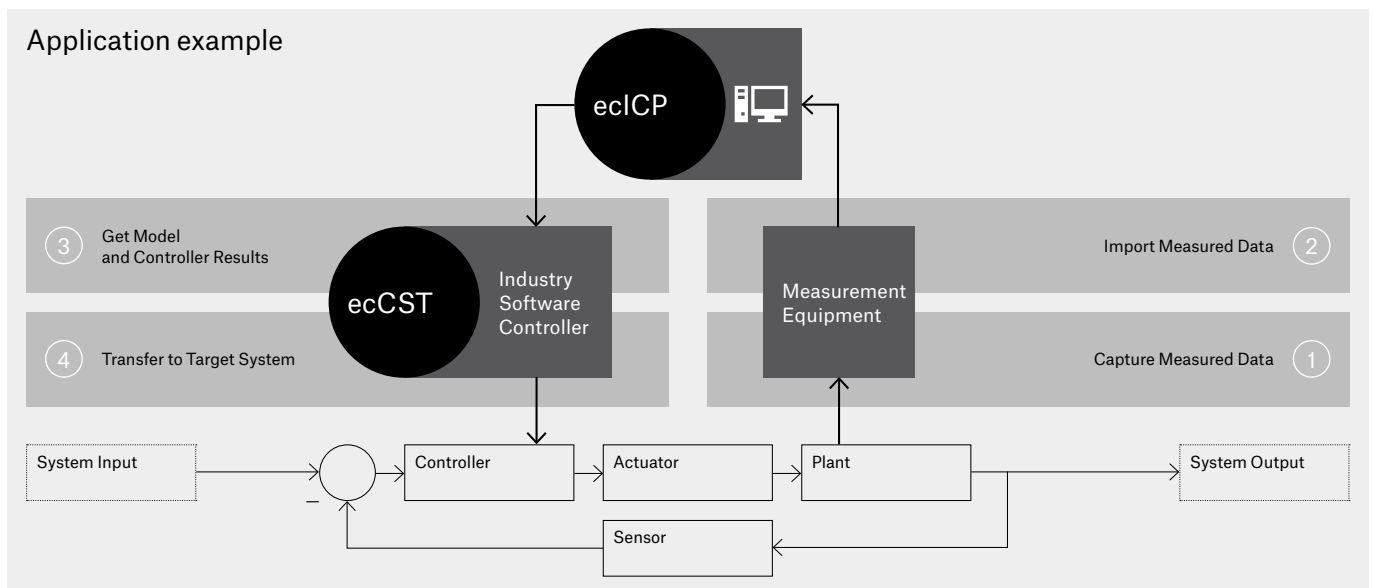 Application example
ecICP
3
Get Model
and Controller Results
ecCST
Industry
Software
Controller
Measurement
Equipment
Import Measured Data
2
4
Transfer to Target System
Capture Measured Data
1
System Input
Controller
Actuator
Plant
System Output
–
Sensor